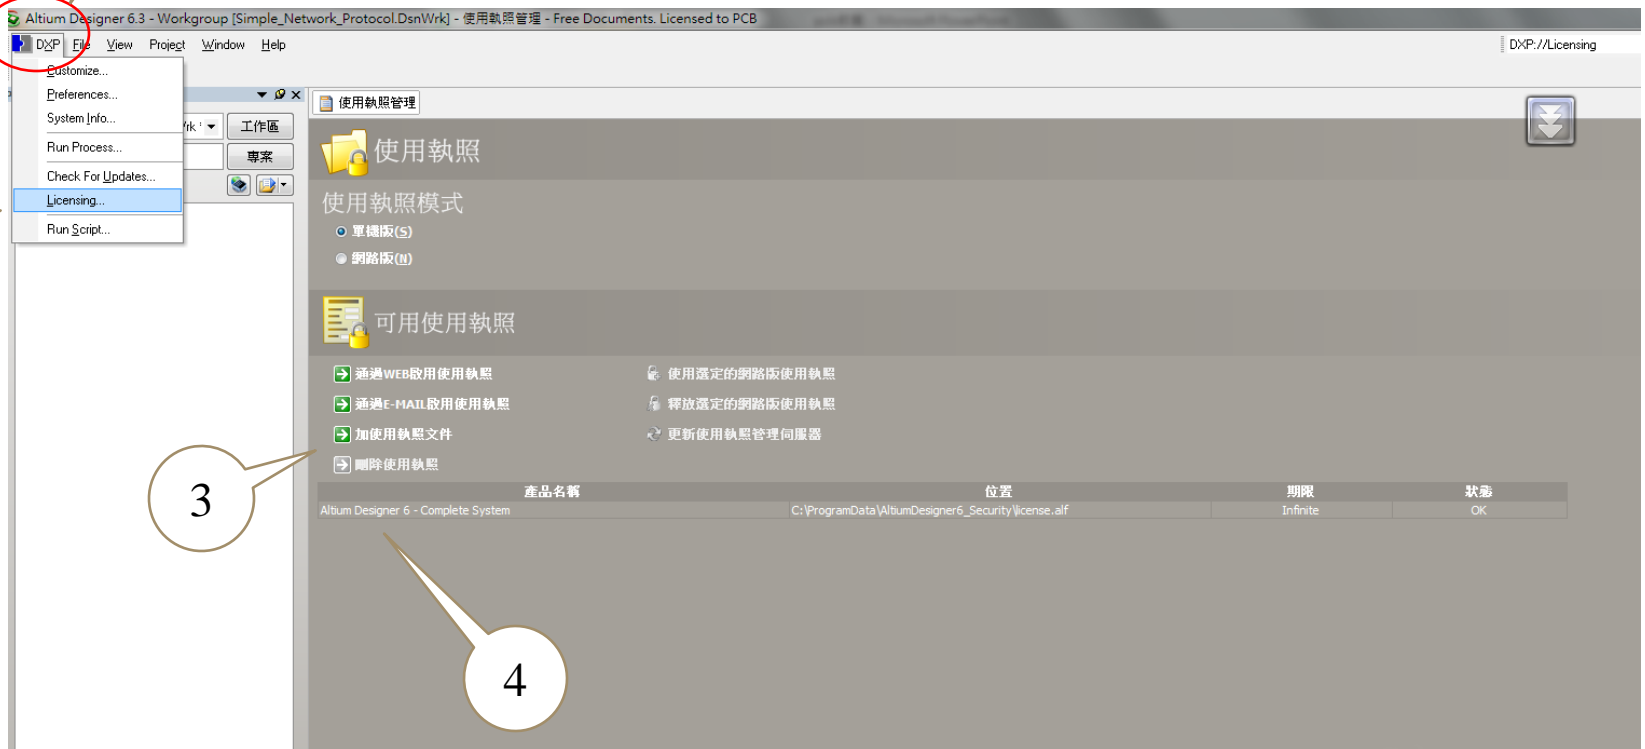 Altium Designer 6.3 - Workgroup [Simple_Network_Protocol.DsnWrk] - 使用執照管理 - Free Documents. Licensed to PCB
DXP File View Project Window Help
DXP://Licensing
Customize...
Preferences...
System Info...
Run Process...
Check For Updates...
Licensing...
Run Script...
工作區
專案
使用執照管理
使用執照
使用執照模式
單機版(S)
網路版(N)
可用使用執照
通過WEB啟用使用執照 使用選定的網路版使用執照
通過E-MAIL啟用使用執照 釋放選定的網路版使用執照
加使用執照文件 更新使用執照管理伺服器
刪除使用執照
產品名稱 位置 期限 狀態
Altium Designer 6 - Complete System C:\ProgramData\AltiumDesigner6_Security\license.alf Infinite OK
3
4